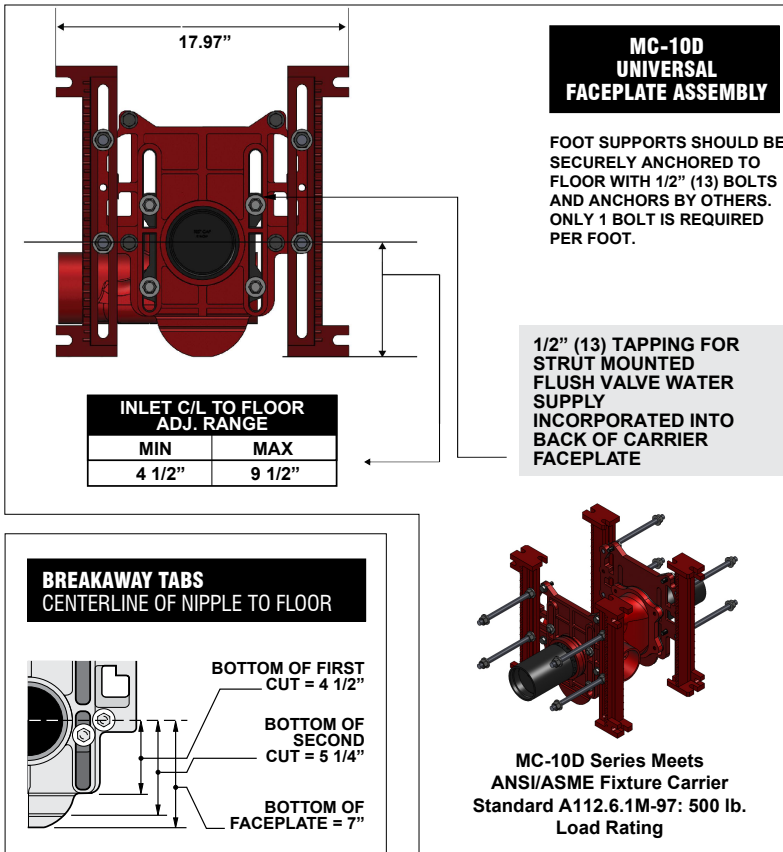 17.97”
MC-10D
UNIVERSAL
FACEPLATE ASSEMBLY
FOOT SUPPORTS SHOULD BE
SECURELY ANCHORED TO
FLOOR WITH 1/2” (13) BOLTS
AND ANCHORS BY OTHERS.
ONLY 1 BOLT IS REQUIRED
PER FOOT.
1/2” (13) TAPPING FOR
STRUT MOUNTED
FLUSH VALVE WATER
SUPPLY
INCORPORATED INTO
BACK OF CARRIER
FACEPLATE
INLET C/L TO FLOOR
ADJ. RANGE
MIN MAX
4 1/2” 9 1/2”
BREAKAWAY TABS
CENTERLINE OF NIPPLE TO FLOOR
BOTTOM OF FIRST
CUT = 4 1/2”
BOTTOM OF
SECOND
CUT = 5 1/4”
BOTTOM OF
FACEPLATE = 7”
MC-10D Series Meets
ANSI/ASME Fixture Carrier
Standard A112.6.1M-97: 500 lb.
Load Rating